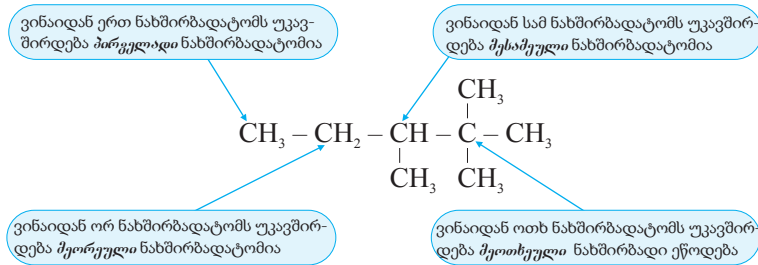 ვინაიდან ერთ ნახშირბადატომს უკავ-
შირდება პირველადი ნახშირბადატომია
ვინაიდან სამ ნახშირბადატომს უკავშირ-
დება მესამეული ნახშირბადატომია
CH₃
CH₃ – CH₂ – CH – C – CH₃
CH₃ CH₃
ვინაიდან ორ ნახშირბადატომს უკავშირ-
დება მეორეული ნახშირბადატომია
ვინაიდან ოთხ ნახშირბადატომს უკავშირ-
დება მეოთხეული ნახშირბადი ეწოდება